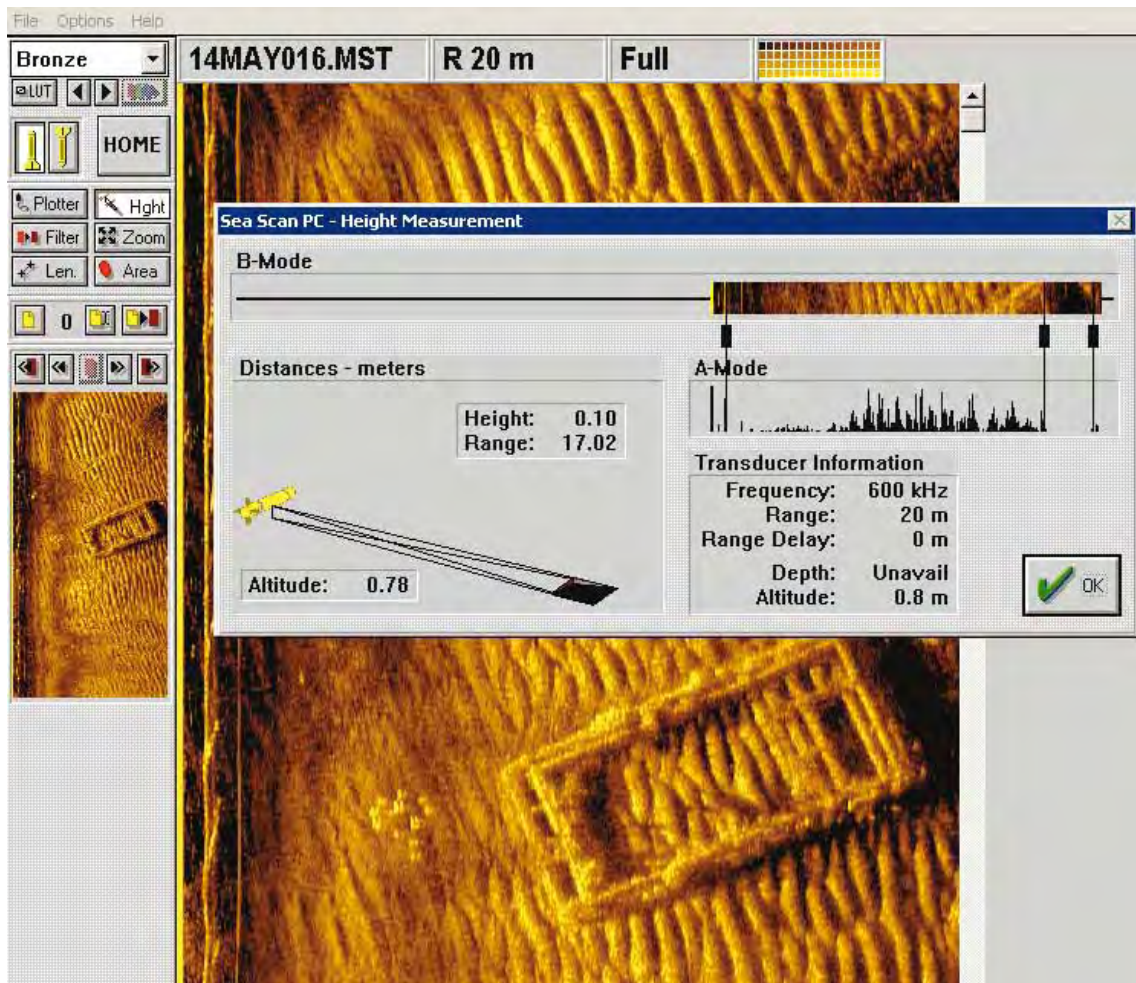 File Options Help
Bronze
14MAY016.MST R 20 m Full
LUT
HOME
Plotter Hght
Filter Zoom
Len. Area
0
Sea Scan PC - Height Measurement
B-Mode
Distances - meters
Height: 0.10
Range: 17.02
Altitude: 0.78
A-Mode
Transducer Information
Frequency: 600 kHz
Range: 20 m
Range Delay: 0 m
Depth: Unavail
Altitude: 0.8 m
OK